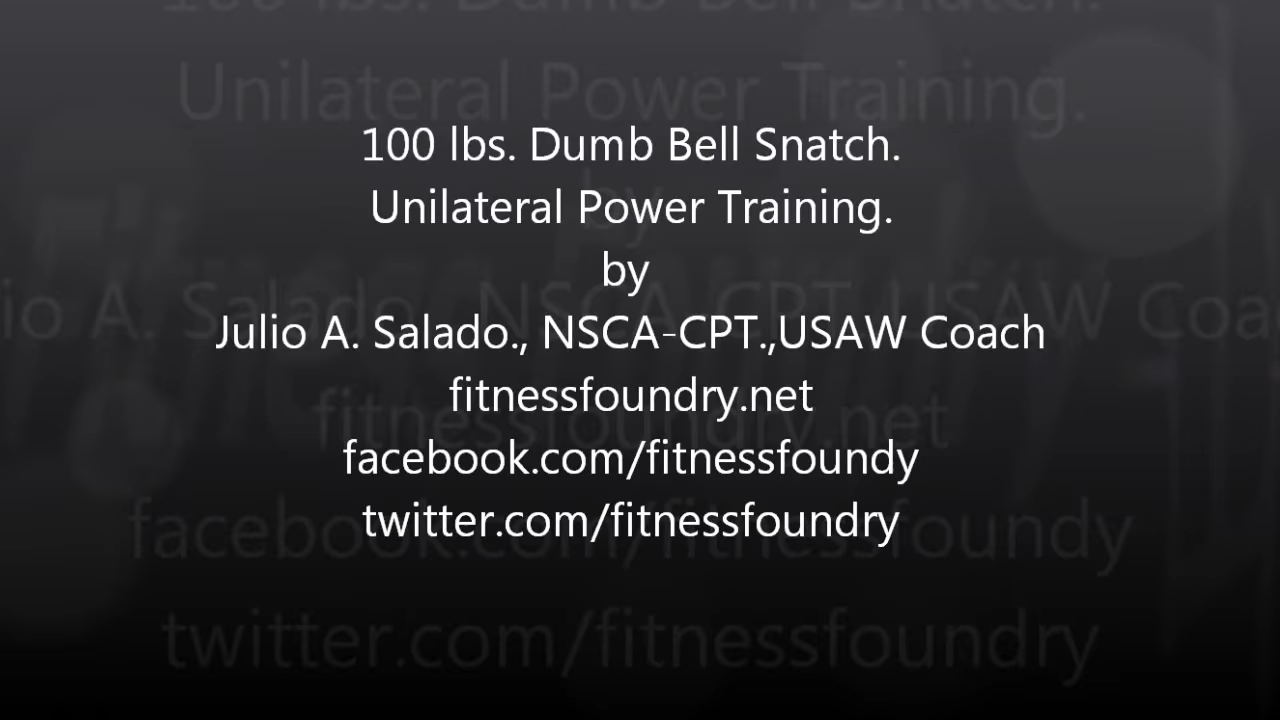 100 lbs. Dumb Bell Snatch.
Unilateral Power Training.
by
Julio A. Salado., NSCA-CPT.,USAW Coach
fitnessfoundry.net
facebook.com/fitnessfoundy
twitter.com/fitnessfoundry